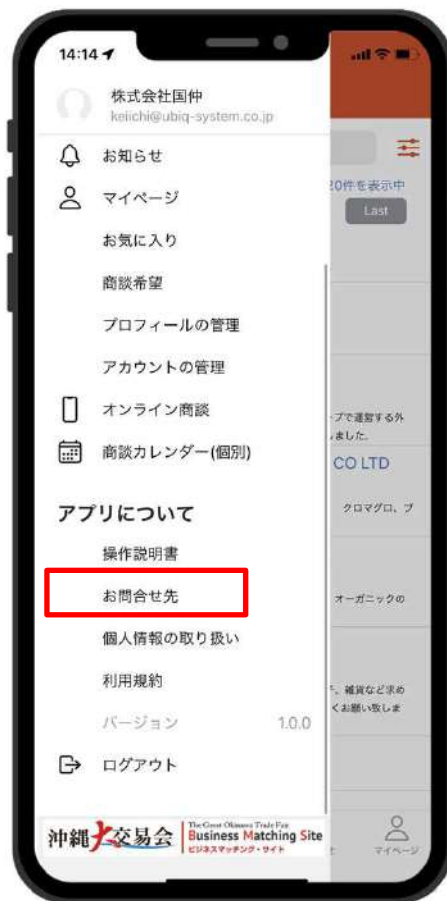 14:14
株式会社国仲
keiichi@ubiq-system.co.jp
お知らせ
マイページ
お気に入り
商談希望
プロフィールの管理
アカウントの管理
オンライン商談
商談カレンダー(個別)
アプリについて
操作説明書
お問合せ先
個人情報の取り扱い
利用規約
バージョン 1.0.0
ログアウト
沖縄大交易会
The Great Okinawa Trade Fair
Business Matching Site
ビジネスマッチング・サイト
0件を表示中
Last
プで運営する外
しました。
CO LTD
クロマグロ、ブ
オーガニックの
、雑貨など求め
くお願い致しま
マイページ